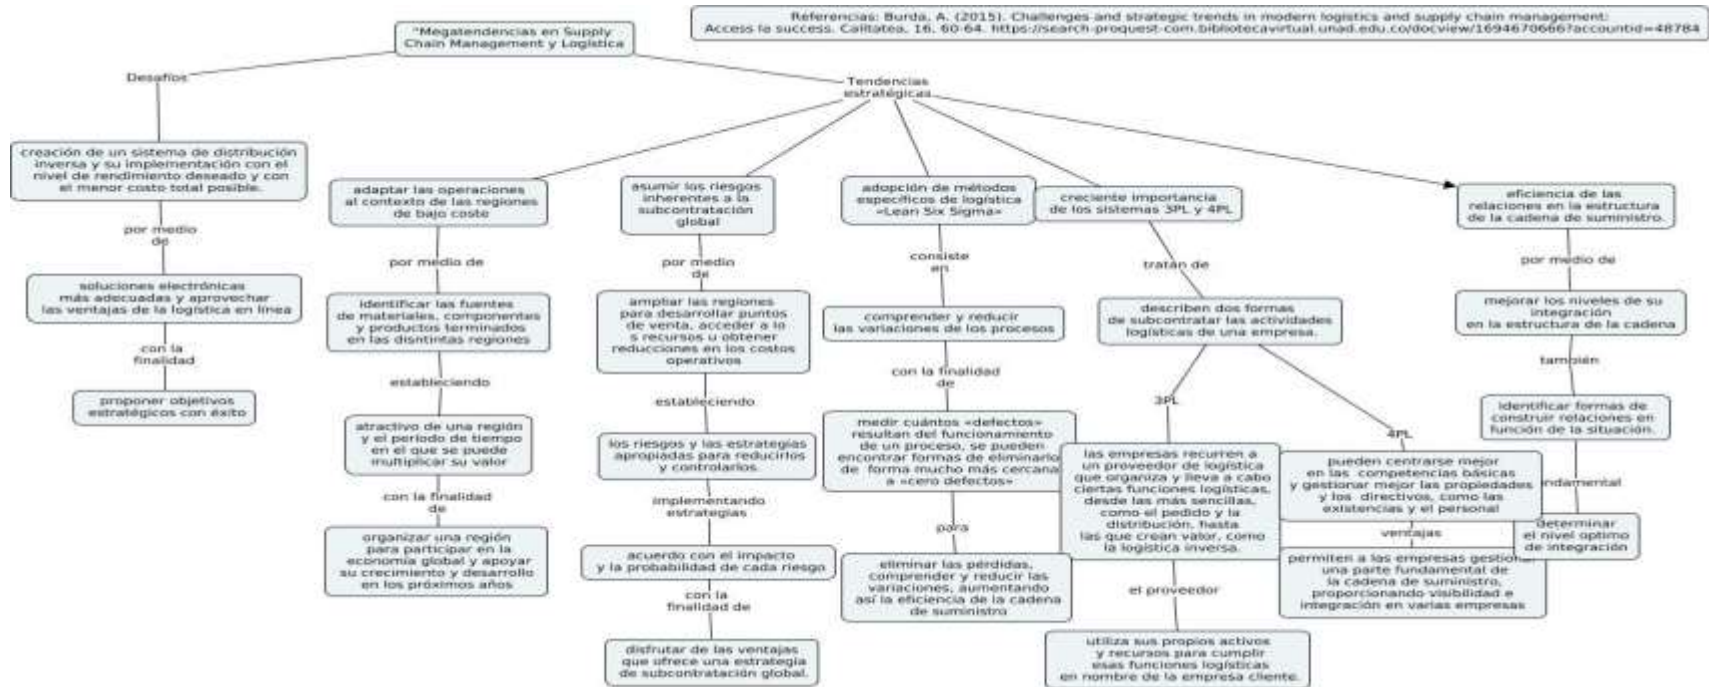 "Megatendencias en Supply
Chain Management y Logística
Referencias: Burda, A. (2015). Challenges and strategic trends in modern logistics and supply chain management:
Access la success. Calitatea, 16, 60-64. https://search-proquest-com.bibliotecavirtual.unad.edu.co/docview/1694670666?accountid=48784
Desafíos
creación de un sistema de distribución
inversa y su implementación con el
nivel de rendimiento deseado y con
el menor costo total posible.
por medio
de
soluciones electrónicas
más adecuadas y aprovechar
las ventajas de la logística en línea
con la
finalidad
proponer objetivos
estratégicos con éxito
Tendencias
estratégicas
adaptar las operaciones
al contexto de las regiones
de bajo coste
por medio de
identificar las fuentes
de materiales, componentes
y productos terminados
en las disntintas regiones
estableciendo
atractivo de una región
y el período de tiempo
en el que se puede
multiplicar su valor
con la finalidad
de
organizar una región
para participar en la
economía global y apoyar
su crecimiento y desarrollo
en los próximos años
asumir los riesgos
inherentes a la
subcontratación
global
por medio
de
ampliar las regiones
para desarrollar puntos
de venta, acceder a lo
s recursos u obtener
reducciones en los costos
operativos
estableciendo
los riesgos y las estrategias
apropiadas para reducirlos
y controlarlos.
implementando
estrategias
acuerdo con el impacto
y la probabilidad de cada riesgo
con la
finalidad de
disfrutar de las ventajas
que ofrece una estrategia
de subcontratación global.
adopción de métodos
específicos de logística
«Lean Six Sigma»
consiste
en
comprender y reducir
las variaciones de los procesos
con la finalidad
de
medir cuántos «defectos»
resultan del funcionamiento
de un proceso, se pueden
encontrar formas de eliminarlo
de forma mucho más cercana
a «cero defectos»
para
eliminar las pérdidas,
comprender y reducir las
variaciones, aumentando
así la eficiencia de la cadena
de suministro
creciente importancia
de los sistemas 3PL y 4PL
tratan de
describen dos formas
de subcontratar las actividades
logísticas de una empresa.
3PL
las empresas recurren a
un proveedor de logística
que organiza y lleva a cabo
ciertas funciones logísticas,
desde las más sencillas,
como el pedido y la
distribución, hasta
las que crean valor, como
la logística inversa.
el proveedor
utiliza sus propios activos
y recursos para cumplir
esas funciones logísticas
en nombre de la empresa cliente.
4PL
pueden centrarse mejor
en las competencias básicas
y gestionar mejor las propiedades
y los directivos, como las
existencias y el personal
ventajas
permiten a las empresas gestionar
una parte fundamental de
la cadena de suministro,
proporcionando visibilidad e
integración en varias empresas
eficiencia de las
relaciones en la estructura
de la cadena de suministro.
por medio de
mejorar los niveles de su
integración
en la estructura de la cadena
también
identificar formas de
construir relaciones en
función de la situación.
ndamental
determinar
el nivel optimo
de integración